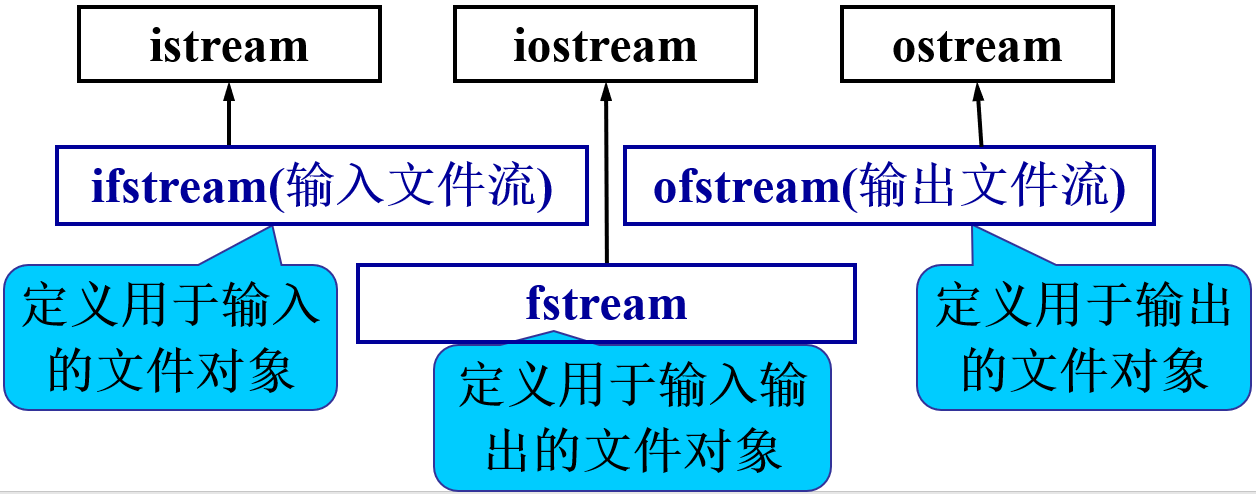 istream
iostream
ostream
ifstream(输入文件流)
ofstream(输出文件流)
fstream
定义用于输入
的文件对象
定义用于输入输
出的文件对象
定义用于输出
的文件对象